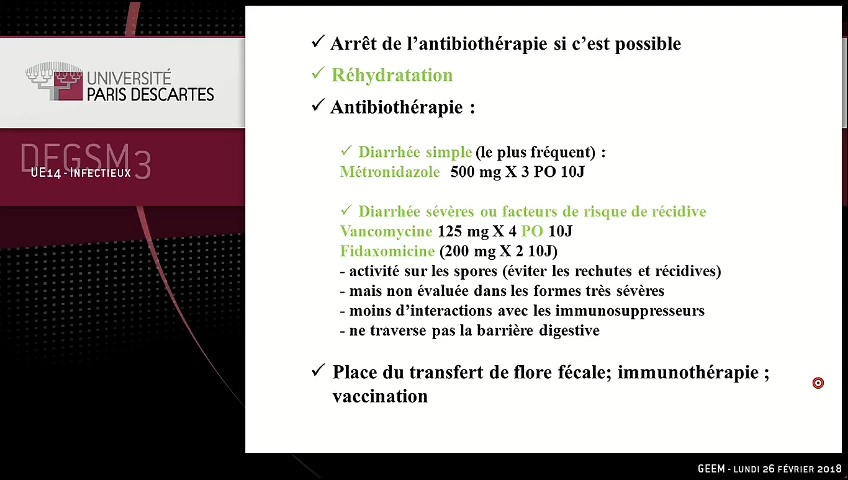 UNIVERSITÉ
PARIS DESCARTES
DFGSM3
UE14 - Infectieux
✓ Arrêt de l'antibiothérapie si c'est possible
✓ Réhydratation
✓ Antibiothérapie :
✓ Diarrhée simple (le plus fréquent) :
Métronidazole 500 mg X 3 PO 10J
✓ Diarrhée sévères ou facteurs de risque de récidive
Vancomycine 125 mg X 4 PO 10J
Fidaxomicine (200 mg X 2 10J)
- activité sur les spores (éviter les rechutes et récidives)
- mais non évaluée dans les formes très sévères
- moins d'interactions avec les immunosuppresseurs
- ne traverse pas la barrière digestive
✓ Place du transfert de flore fécale; immunothérapie ;
vaccination
GEEM - LUNDI 26 FÉVRIER 2018